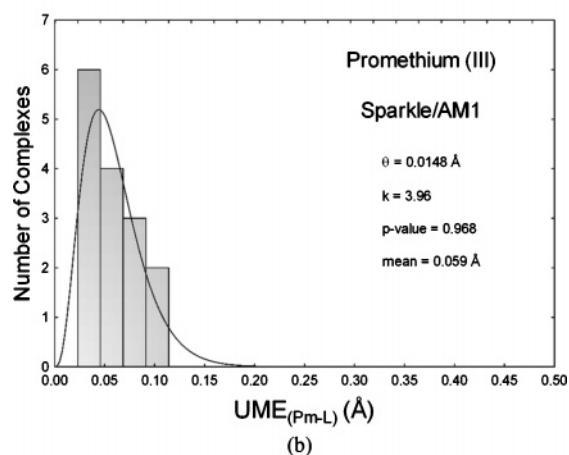 7
6
5
4
3
2
1
0
Number of Complexes
Promethium (III)
Sparkle/AM1
θ = 0.0148 Å
k = 3.96
p-value = 0.968
mean = 0.059 Å
0.00 0.05 0.10 0.15 0.20 0.25 0.30 0.35 0.40 0.45 0.50
UME(Pm-L) (Å)
(b)